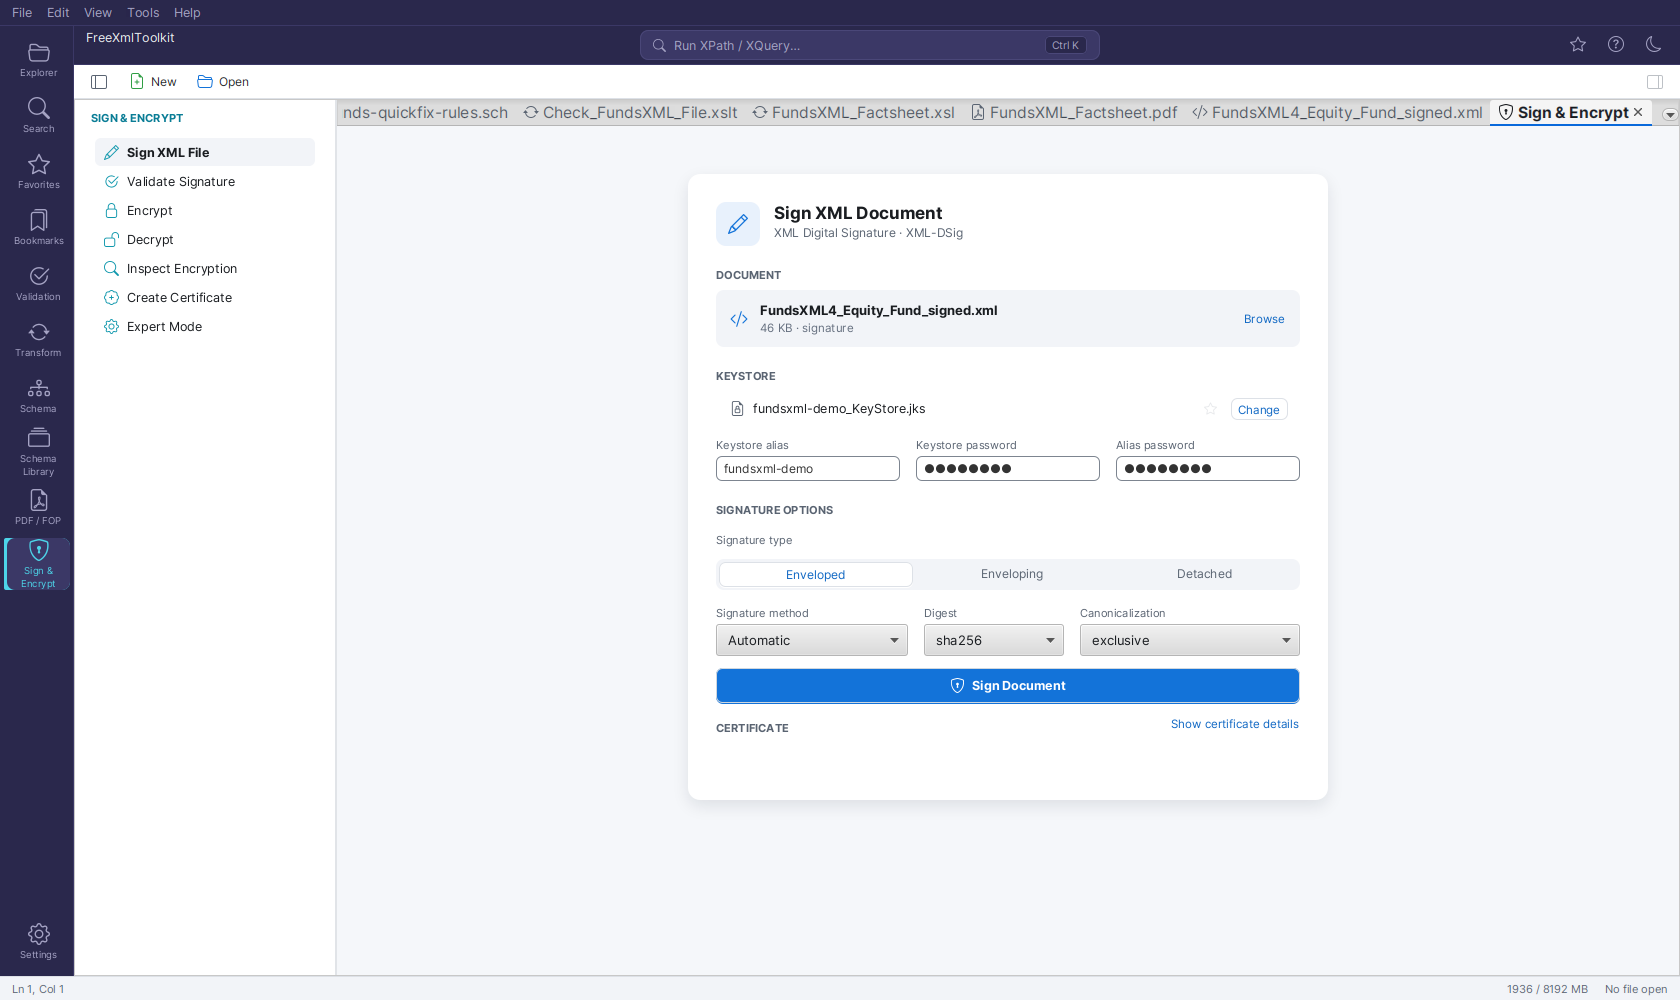 File Edit View Tools Help
FreeXmlToolkit
Run XPath / XQuery... Ctrl K
New Open
Explorer
Search
Favorites
Bookmarks
Validation
Transform
Schema
Schema Library
PDF / FOP
Sign & Encrypt
Settings
SIGN & ENCRYPT
Sign XML File
Validate Signature
Encrypt
Decrypt
Inspect Encryption
Create Certificate
Expert Mode
nds-quickfix-rules.sch Check_FundsXML_File.xslt FundsXML_Factsheet.xsl FundsXML_Factsheet.pdf FundsXML4_Equity_Fund_signed.xml Sign & Encrypt
Sign XML Document
XML Digital Signature · XML-DSig
DOCUMENT
FundsXML4_Equity_Fund_signed.xml
46 KB · signature
Browse
KEYSTORE
fundsxml-demo_KeyStore.jks
Change
Keystore alias Keystore password Alias password
fundsxml-demo ●●●●●●●● ●●●●●●●●
SIGNATURE OPTIONS
Signature type
Enveloped Enveloping Detached
Signature method Digest Canonicalization
Automatic sha256 exclusive
Sign Document
CERTIFICATE Show certificate details
Ln 1, Col 1 1936 / 8192 MB No file open